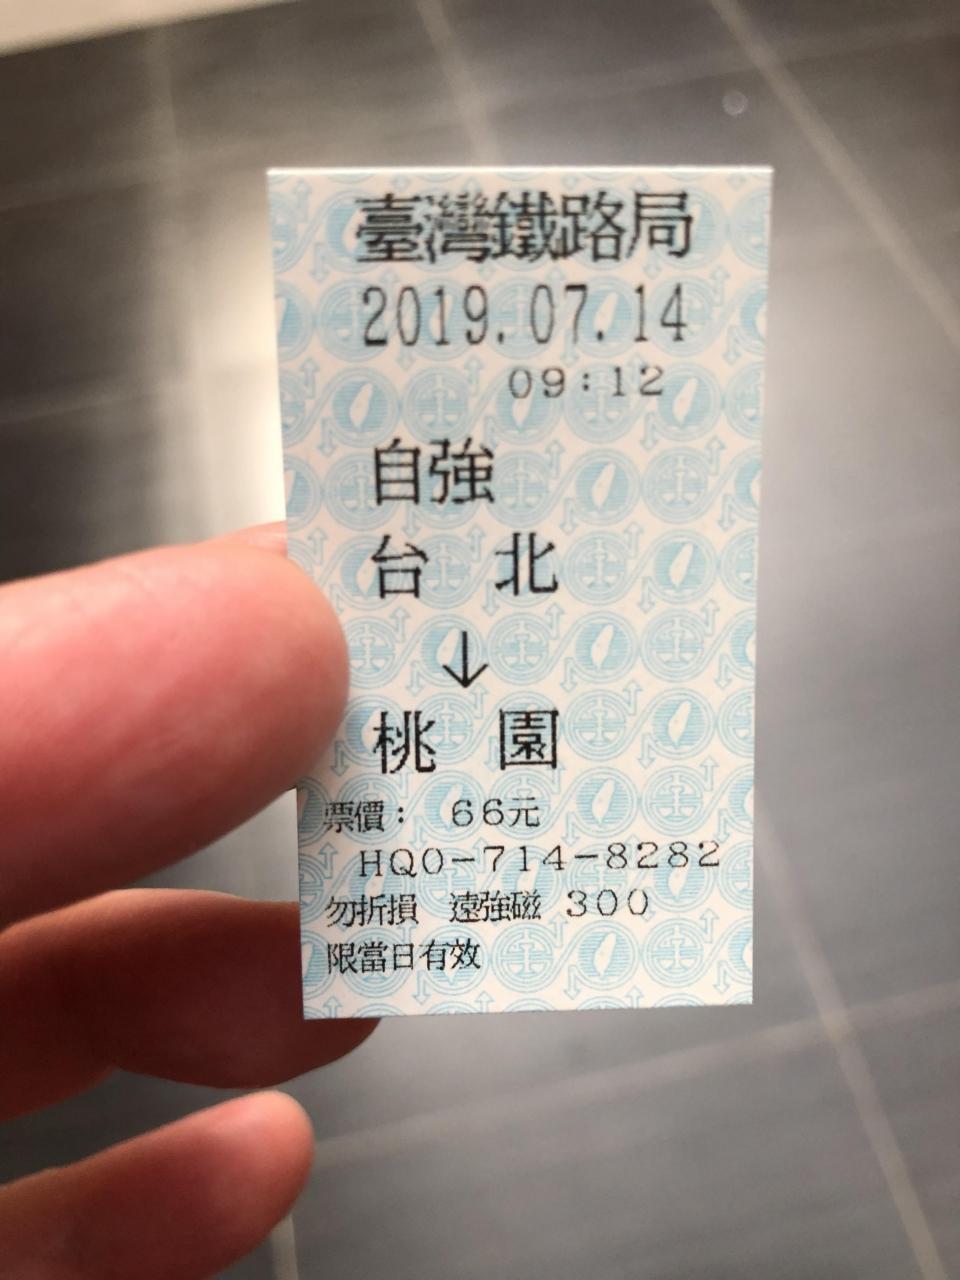 臺灣鐵路局
2019.07.14
09:12
自強
台 北
↓
桃 園
票價： 66元
HQ0-714-8282
勿折損 遠強磁 300
限當日有效